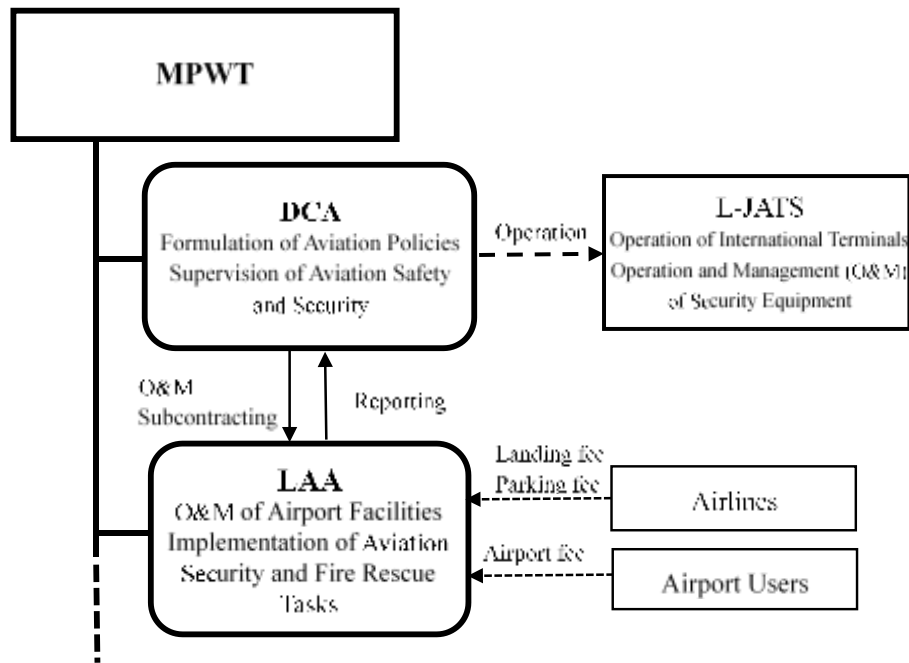 MPWT
DCA
Formulation of Aviation Policies
Supervision of Aviation Safety
and Security
Operation
L-JATS
Operation of International Terminals
Operation and Management (O&M)
of Security Equipment
O&M
Subcontracting
Reporting
LAA
O&M of Airport Facilities
Implementation of Aviation
Security and Fire Rescue
Tasks
Landing fee
Parking fee
Airlines
Airport fee
Airport Users